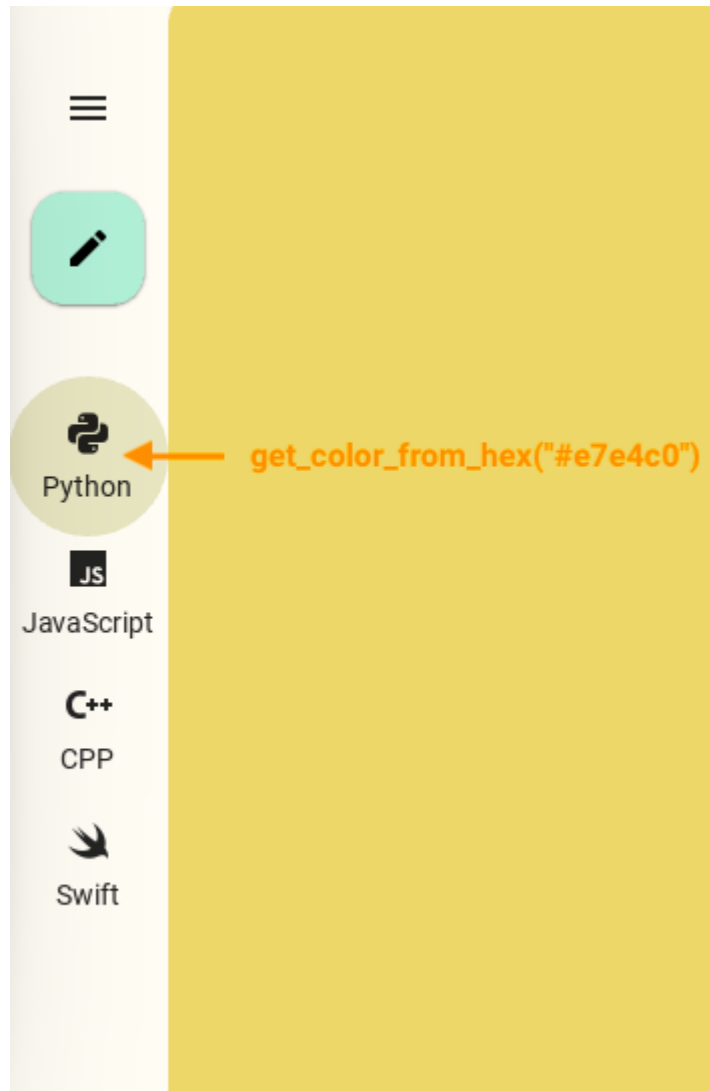 Python
get_color_from_hex("#e7e4c0")
JS
JavaScript
C++
CPP
Swift